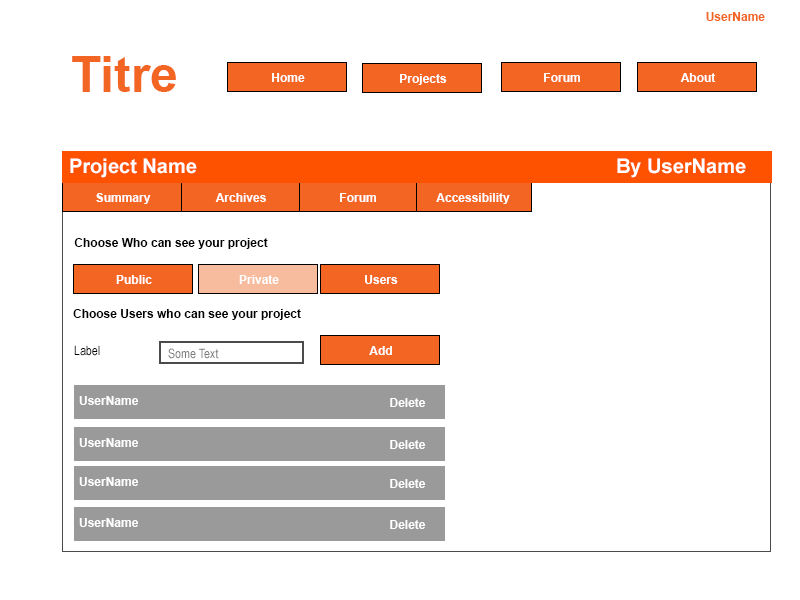 UserName
Titre
Home
Projects
Forum
About
Project Name
By UserName
Summary
Archives
Forum
Accessibility
Choose Who can see your project
Public
Private
Users
Choose Users who can see your project
Label
Some Text
Add
UserName
Delete
UserName
Delete
UserName
Delete
UserName
Delete